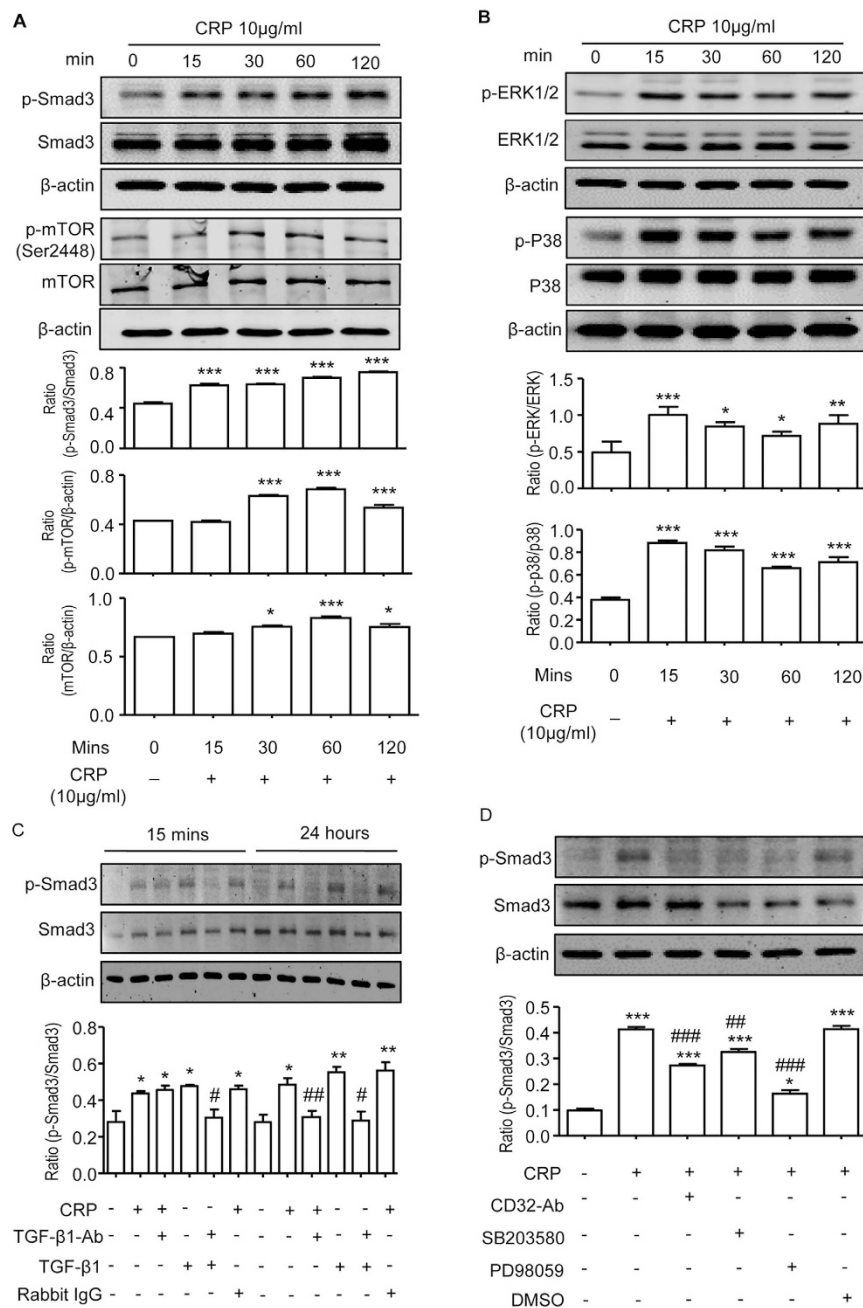 A
CRP 10µg/ml
min 0 15 30 60 120
p-Smad3
Smad3
β-actin
p-mTOR
(Ser2448)
mTOR
β-actin
Ratio
(p-Smad3/Smad3)
0.8
0.4
0.0
*** *** *** ***
Ratio
(p-mTOR/β-actin)
0.8
0.4
0.0
*** *** ***
Ratio
(mTOR/β-actin)
1.0
0.5
0.0
* *** *
Mins 0 15 30 60 120
CRP – + + + +
(10µg/ml)
B
CRP 10µg/ml
min 0 15 30 60 120
p-ERK1/2
ERK1/2
β-actin
p-P38
P38
β-actin
Ratio (p-ERK/ERK)
1.5
1.0
0.5
0.0
*** * * **
Ratio (p-p38/p38)
1.0
0.8
0.6
0.4
0.2
0.0
*** *** *** ***
Mins 0 15 30 60 120
CRP – + + + +
(10µg/ml)
C
15 mins 24 hours
p-Smad3
Smad3
β-actin
Ratio (p-Smad3/Smad3)
0.8
0.6
0.4
0.2
0.0
* * * # * * ## ** # **
CRP - + + - - + - + + - - +
TGF-β1-Ab - - + - + - - - + - + -
TGF-β1 - - - + + - - - - + + -
Rabbit IgG - - - - - + - - - - - +
D
p-Smad3
Smad3
β-actin
Ratio (p-Smad3/Smad3)
0.5
0.4
0.3
0.2
0.1
0.0
*** ### *** ## *** ### * ***
CRP - + + + + +
CD32-Ab - - + - - -
SB203580 - - - + - -
PD98059 - - - - + -
DMSO - - - - - +